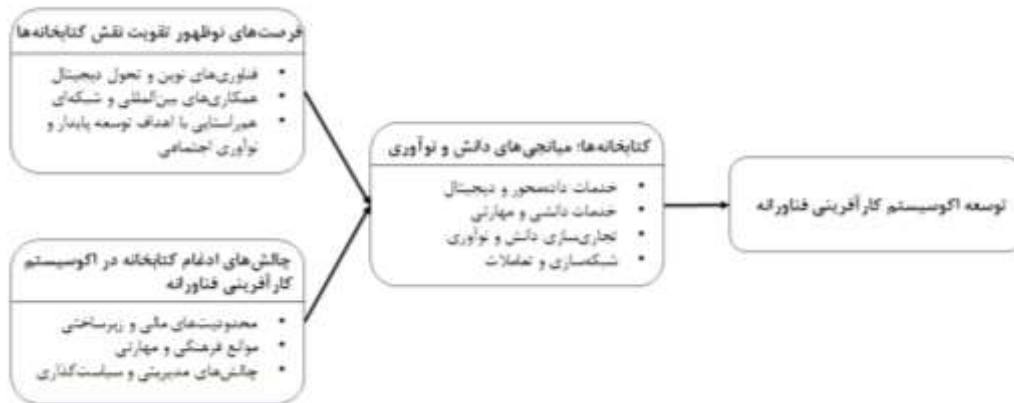 فرصت‌های نوظهور تقویت نقش کتابخانه‌ها
• فناوری‌های نوین و تحول دیجیتال
• همکاری‌های بین‌المللی و شبکه‌ای
• هم‌راستایی با اهداف توسعه پایدار و
نوآوری اجتماعی
چالش‌های ادغام کتابخانه در اکوسیستم
کارآفرینی فناورانه
• محدودیت‌های مالی و زیرساختی
• موانع فرهنگی و مهارتی
• چالش‌های مدیریتی و سیاست‌گذاری
کتابخانه‌ها؛ میانجی‌های دانش و نوآوری
• خدمات داده‌محور و دیجیتال
• خدمات دانشی و مهارتی
• تجاری‌سازی دانش و نوآوری
• شبکه‌سازی و تعاملات
توسعه اکوسیستم کارآفرینی فناورانه